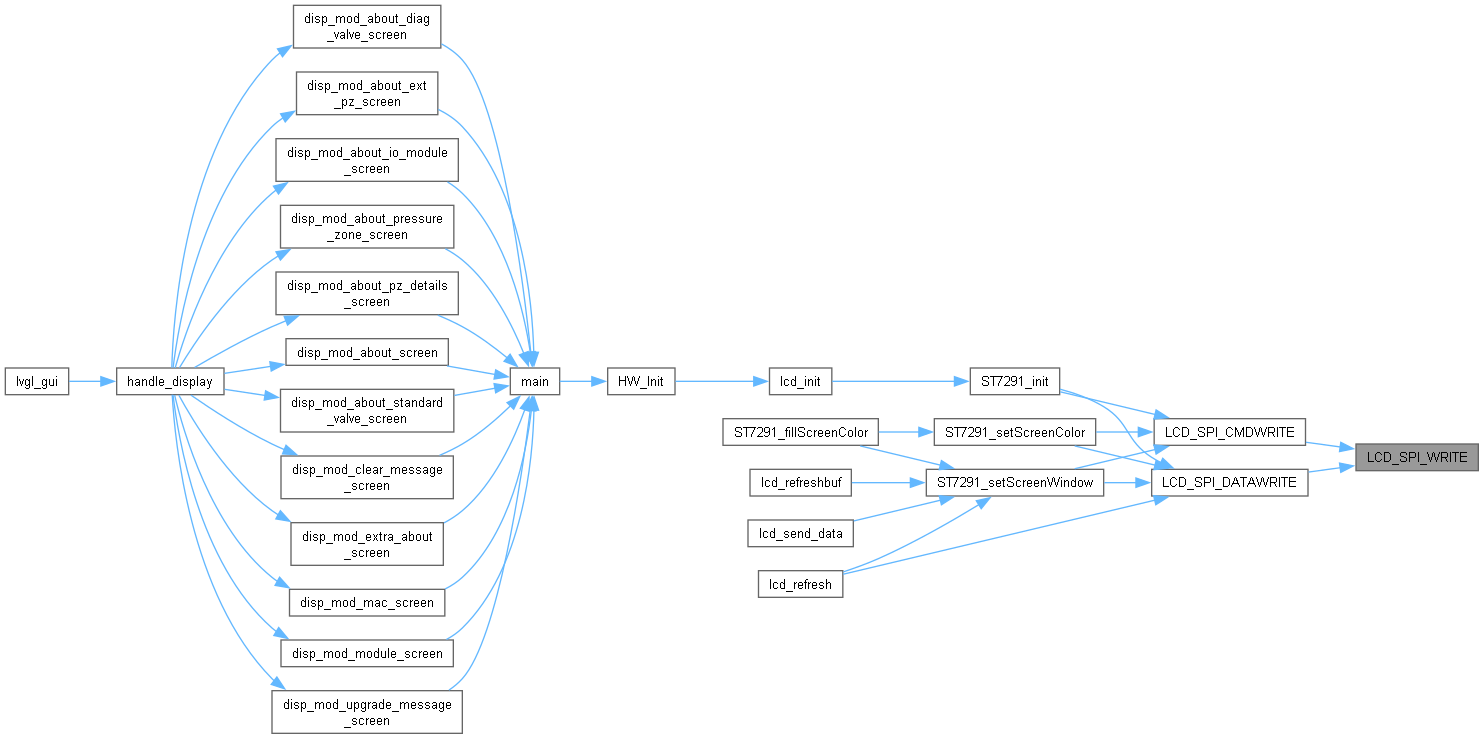 disp_mod_about_diag
_valve_screen
disp_mod_about_ext
_pz_screen
disp_mod_about_io_module
_screen
disp_mod_about_pressure
_zone_screen
disp_mod_about_pz_details
_screen
disp_mod_about_screen
lvgl_gui
handle_display
main
HW_Init
lcd_init
ST7291_init
disp_mod_about_standard
_valve_screen
ST7291_fillScreenColor
ST7291_setScreenColor
LCD_SPI_CMDWRITE
LCD_SPI_WRITE
disp_mod_clear_message
_screen
lcd_refreshbuf
ST7291_setScreenWindow
LCD_SPI_DATAWRITE
disp_mod_extra_about
_screen
lcd_send_data
lcd_refresh
disp_mod_mac_screen
disp_mod_module_screen
disp_mod_upgrade_message
_screen